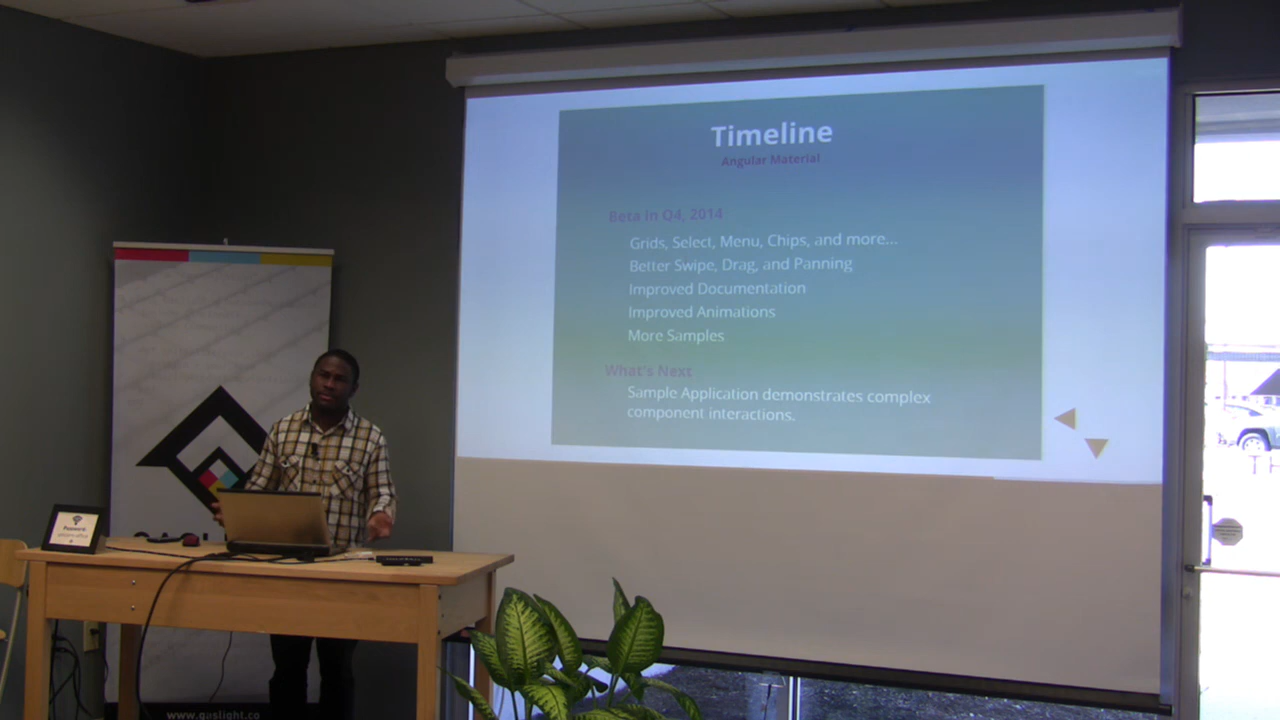 Timeline
Angular Material
Beta in Q4, 2014
Grids, Select, Menu, Chips, and more...
Better Swipe, Drag, and Panning
Improved Documentation
Improved Animations
More Samples
What's Next
Sample Application demonstrates complex
component interactions.
Password
www.gaslight.co